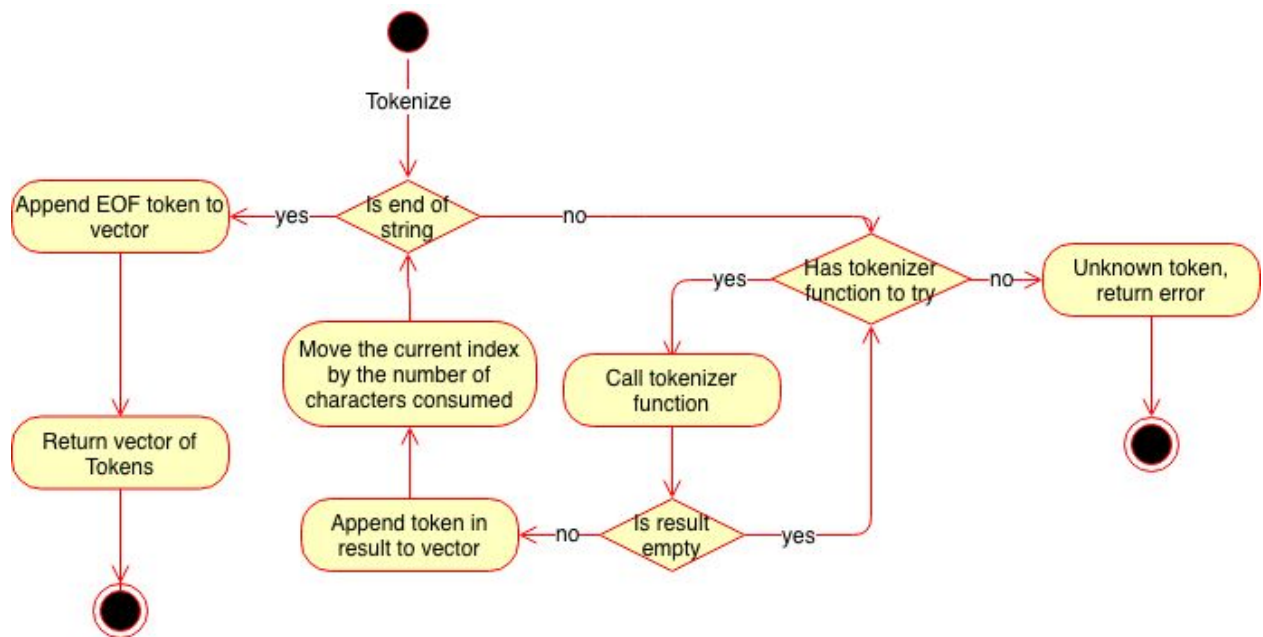 Tokenize
Is end of
string
yes
no
Append EOF token to
vector
Has tokenizer
function to try
yes
no
Unknown token,
return error
Move the current index
by the number of
characters consumed
Call tokenizer
function
Return vector of
Tokens
Append token in
result to vector
no
Is result
empty
yes